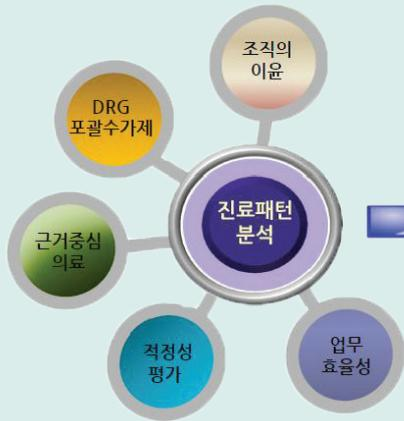 조직의
이윤
DRG
포괄수가제
진료패턴
분석
근거중심
의료
적정성
평가
업무
효율성